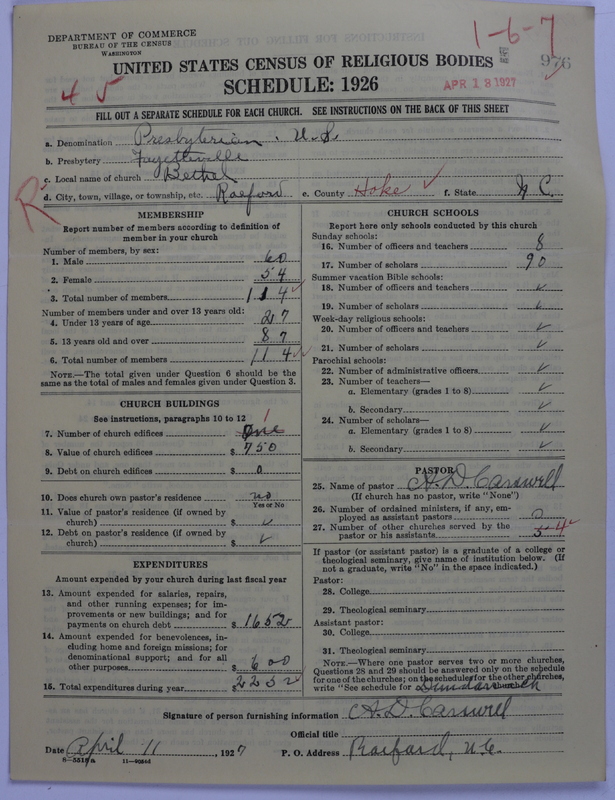 DEPARTMENT OF COMMERCE
BUREAU OF THE CENSUS
WASHINGTON
1-6-7
976
UNITED STATES CENSUS OF RELIGIOUS BODIES
SCHEDULE: 1926
APR 18 1927
4 5
FILL OUT A SEPARATE SCHEDULE FOR EACH CHURCH. SEE INSTRUCTIONS ON THE BACK OF THIS SHEET
a. Denomination Presbyterian. U.S.
b. Presbytery Fayetteville
c. Local name of church Bethel
d. City, town, village, or township, etc. Raeford e. County Hoke ✓ f. State N C.
R
MEMBERSHIP
Report number of members according to definition of member in your church
Number of members, by sex:
1. Male 60
2. Female 54
3. Total number of members 114 ✓
Number of members under and over 13 years old:
4. Under 13 years of age 27
5. 13 years old and over 87
6. Total number of members 114 ✓
NOTE.—The total given under Question 6 should be the same as the total of males and females given under Question 3.
CHURCH BUILDINGS
See instructions, paragraphs 10 to 12
7. Number of church edifices One 1
8. Value of church edifices $ 750
9. Debt on church edifices $ 0
10. Does church own pastor's residence no
Yes or No
11. Value of pastor's residence (if owned by church) $ ✓
12. Debt on pastor's residence (if owned by church) $ ✓
EXPENDITURES
Amount expended by your church during last fiscal year
13. Amount expended for salaries, repairs, and other running expenses; for improvements or new buildings; and for payments on church debt $ 1652
14. Amount expended for benevolences, including home and foreign missions; for denominational support; and for all other purposes $ 600
15. Total expenditures during year $ 2252
CHURCH SCHOOLS
Report here only schools conducted by this church
Sunday schools:
16. Number of officers and teachers 8
17. Number of scholars 90
Summer vacation Bible schools:
18. Number of officers and teachers ✓
19. Number of scholars ✓
Week-day religious schools:
20. Number of officers and teachers ✓
21. Number of scholars ✓
Parochial schools:
22. Number of administrative officers ✓
23. Number of teachers—
a. Elementary (grades 1 to 8) ✓
b. Secondary ✓
24. Number of scholars—
a. Elementary (grades 1 to 8) ✓
b. Secondary ✓
PASTOR
25. Name of pastor A. D. Carswell
(If church has no pastor, write "None")
26. Number of ordained ministers, if any, employed as assistant pastors 0
27. Number of other churches served by the pastor or his assistants 5 4 ✓
If pastor (or assistant pastor) is a graduate of a college or theological seminary, give name of institution below. (If not a graduate, write "No" in the space indicated.)
Pastor:
28. College
29. Theological seminary
Assistant pastor:
30. College
31. Theological seminary
NOTE.—Where one pastor serves two or more churches, Questions 28 and 29 should be answered only on the schedule for one of the churches; on the schedules for the other churches, write "See schedule for church"
Signature of person furnishing information A. D. Carswell
Official title
Date April 11, 1927 P. O. Address Raeford, N.C.
8—5518a 11—9056d